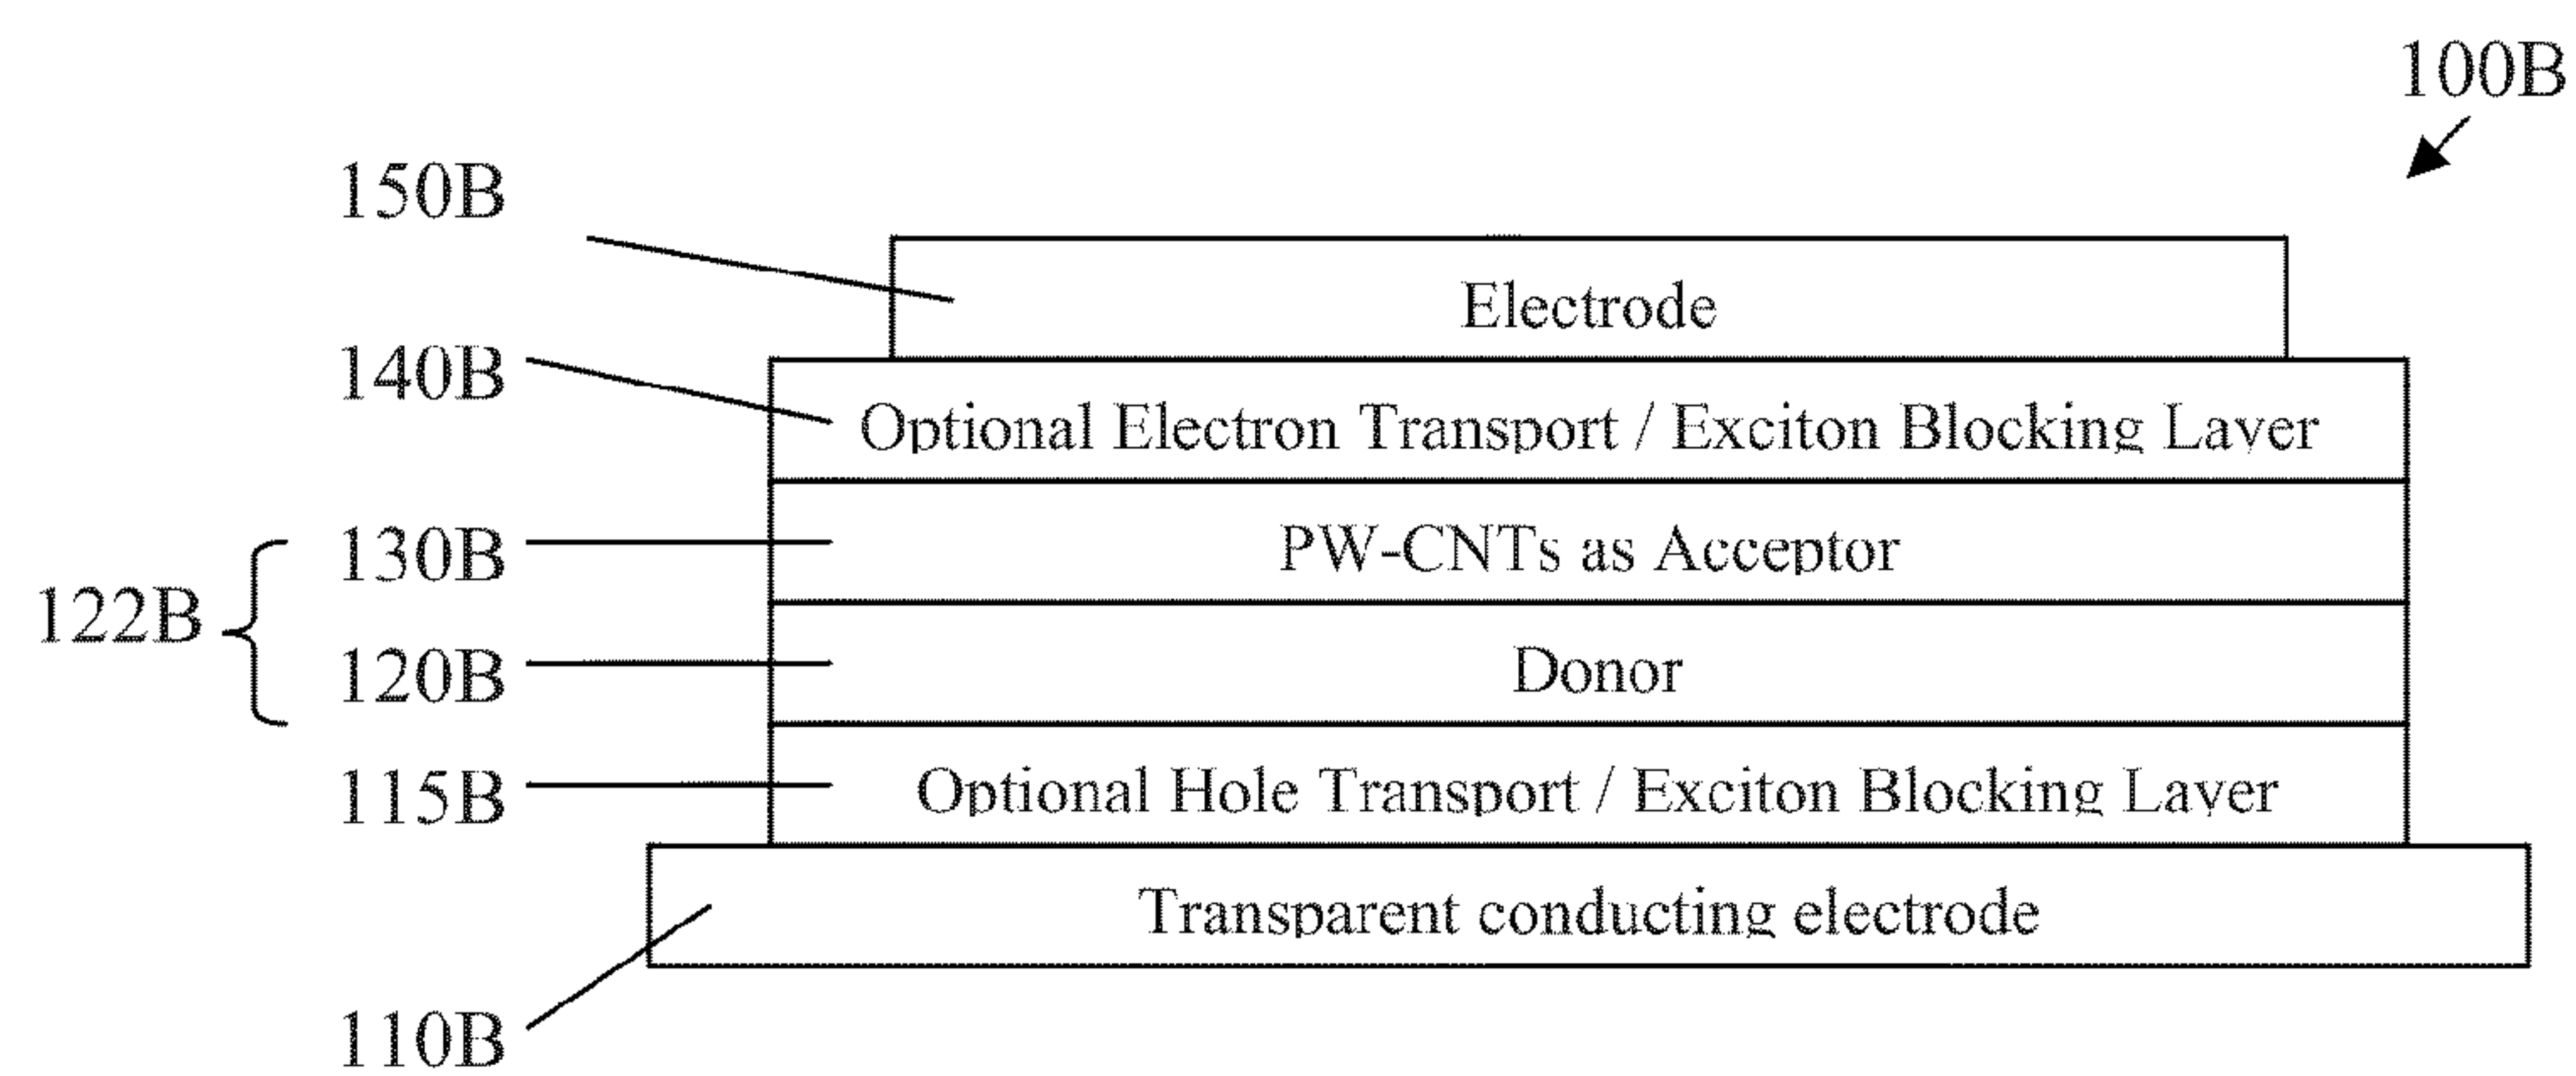 100B
150B
Electrode
140B
Optional Electron Transport / Exciton Blocking Layer
130B
PW-CNTs as Acceptor
122B
120B
Donor
115B
Optional Hole Transport / Exciton Blocking Layer
Transparent conducting electrode
110B